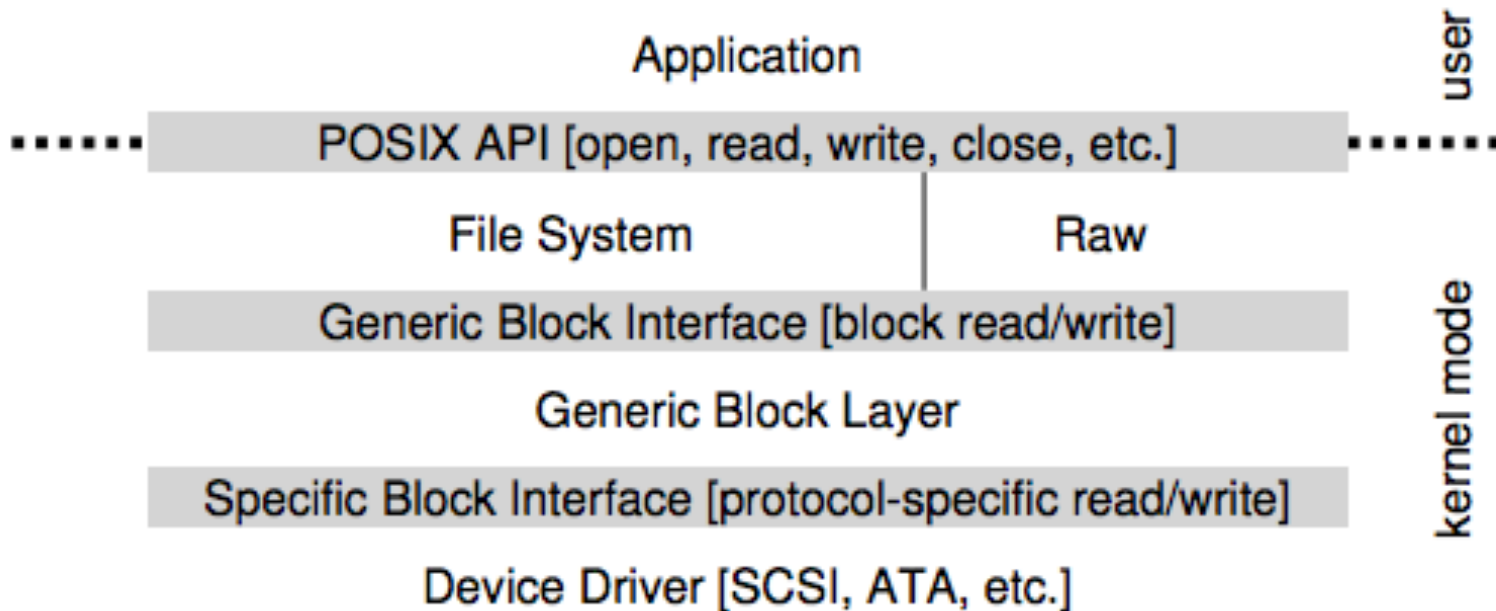 Application
user
POSIX API [open, read, write, close, etc.]
File System
Raw
Generic Block Interface [block read/write]
Generic Block Layer
kernel mode
Specific Block Interface [protocol-specific read/write]
Device Driver [SCSI, ATA, etc.]